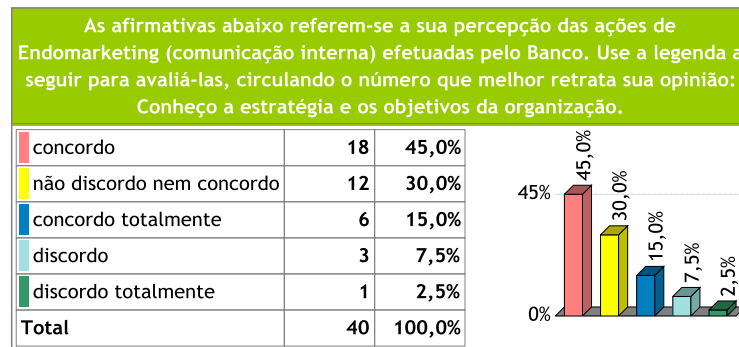 As afirmativas abaixo referem-se a sua percepção das ações de
Endomarketing (comunicação interna) efetuadas pelo Banco. Use a legenda a
seguir para avaliá-las, circulando o número que melhor retrata sua opinião:
Conheço a estratégia e os objetivos da organização.
concordo 18 45,0%
não discordo nem concordo 12 30,0%
concordo totalmente 6 15,0%
discordo 3 7,5%
discordo totalmente 1 2,5%
Total 40 100,0%
45%
0%
45,0%
30,0%
15,0%
7,5%
2,5%